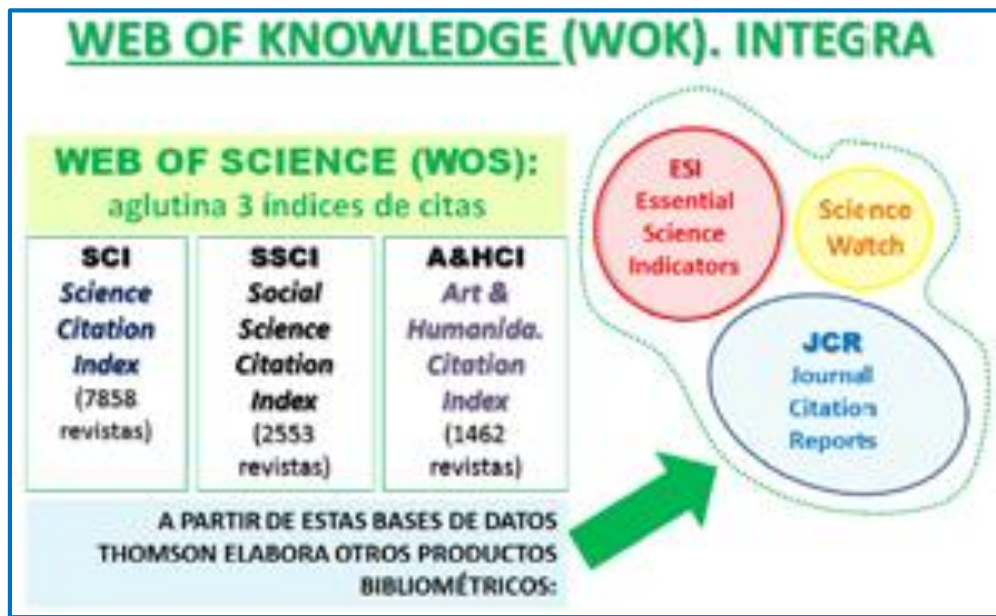 WEB OF KNOWLEDGE (WOK). INTEGRA
WEB OF SCIENCE (WOS):
aglutina 3 índices de citas
SCI
Science
Citation
Index
(7858
revistas)
SSCI
Social
Science
Citation
Index
(2553
revistas)
A&HCI
Art &
Humanida.
Citation
Index
(1462
revistas)
A PARTIR DE ESTAS BASES DE DATOS
THOMSON ELABORA OTROS PRODUCTOS
BIBLIOMÉTRICOS:
ESI
Essential
Science
Indicators
Science
Watch
JCR
Journal
Citation
Reports